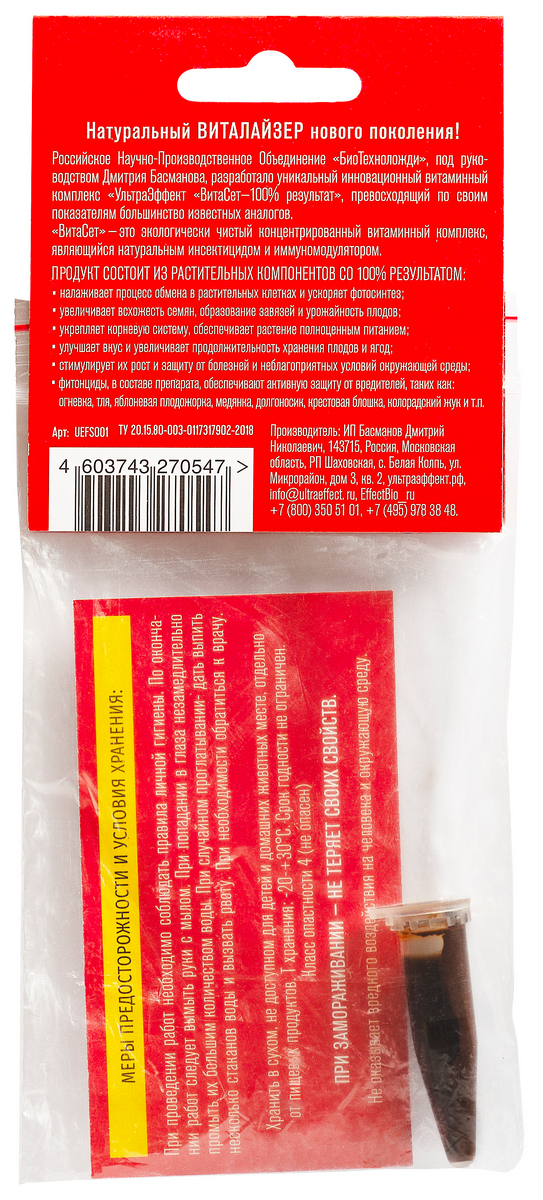 Натуральный ВИТАЛАЙЗЕР нового поколения!
Российское Научно-Производственное Объединение «БиоТехноложди», под руко-
водством Дмитрия Басманова, разработало уникальный инновационный витаминный
комплекс «УльтраЭффект «ВитаСет–100% результат», превосходящий по своим
показателям большинство известных аналогов.
«ВитаСет» – это экологически чистый концентрированный витаминный комплекс,
являющийся натуральным инсектицидом и иммуномодулятором.
ПРОДУКТ СОСТОИТ ИЗ РАСТИТЕЛЬНЫХ КОМПОНЕНТОВ СО 100% РЕЗУЛЬТАТОМ:
• налаживает процесс обмена в растительных клетках и ускоряет фотосинтез;
• увеличивает всхожесть семян, образование завязей и урожайность плодов;
• укрепляет корневую систему, обеспечивает растение полноценным питанием;
• улучшает вкус и увеличивает продолжительность хранения плодов и ягод;
• стимулирует их рост и защиту от болезней и неблагоприятных условий окружающей среды;
• фитонциды, в составе препарата, обеспечивают активную защиту от вредителей, таких как:
огневка, тля, яблоневая плодожорка, медянка, долгоносик, крестовая блошка, колорадский жук и т.п.
Арт: UEFS001 ТУ 20.15.80-003-0117317902-2018
4 603743 270547 >
Производитель: ИП Басманов Дмитрий
Николаевич, 143715, Россия, Московская
область, РП Шаховская, с. Белая Колпь, ул.
Микрорайон, дом 3, кв. 2, ультраэффект.рф,
info@ultraeffect.ru, EffectBio_ru
+7 (800) 350 51 01, +7 (495) 978 38 48.
МЕРЫ ПРЕДОСТОРОЖНОСТИ И УСЛОВИЯ ХРАНЕНИЯ:
При проведении работ необходимо соблюдать правила личной гигиены. По оконча-
нии работ следует вымыть руки с мылом. При попадании в глаза незамедлительно
промыть их большим количеством воды. При случайном проглатывании- дать выпить
несколько стаканов воды и вызвать рвоту. При необходимости обратиться к врачу.
Хранить в сухом, не доступном для детей и домашних животных месте, отдельно
от пищевых продуктов. Т хранения: -20-+30°С. Срок годности не ограничен.
Класс опастности 4 (не опасен)
ПРИ ЗАМОРАЖИВАНИИ – НЕ ТЕРЯЕТ СВОИХ СВОЙСТВ.
Не оказывает вредного воздействия на человека и окружающую среду.